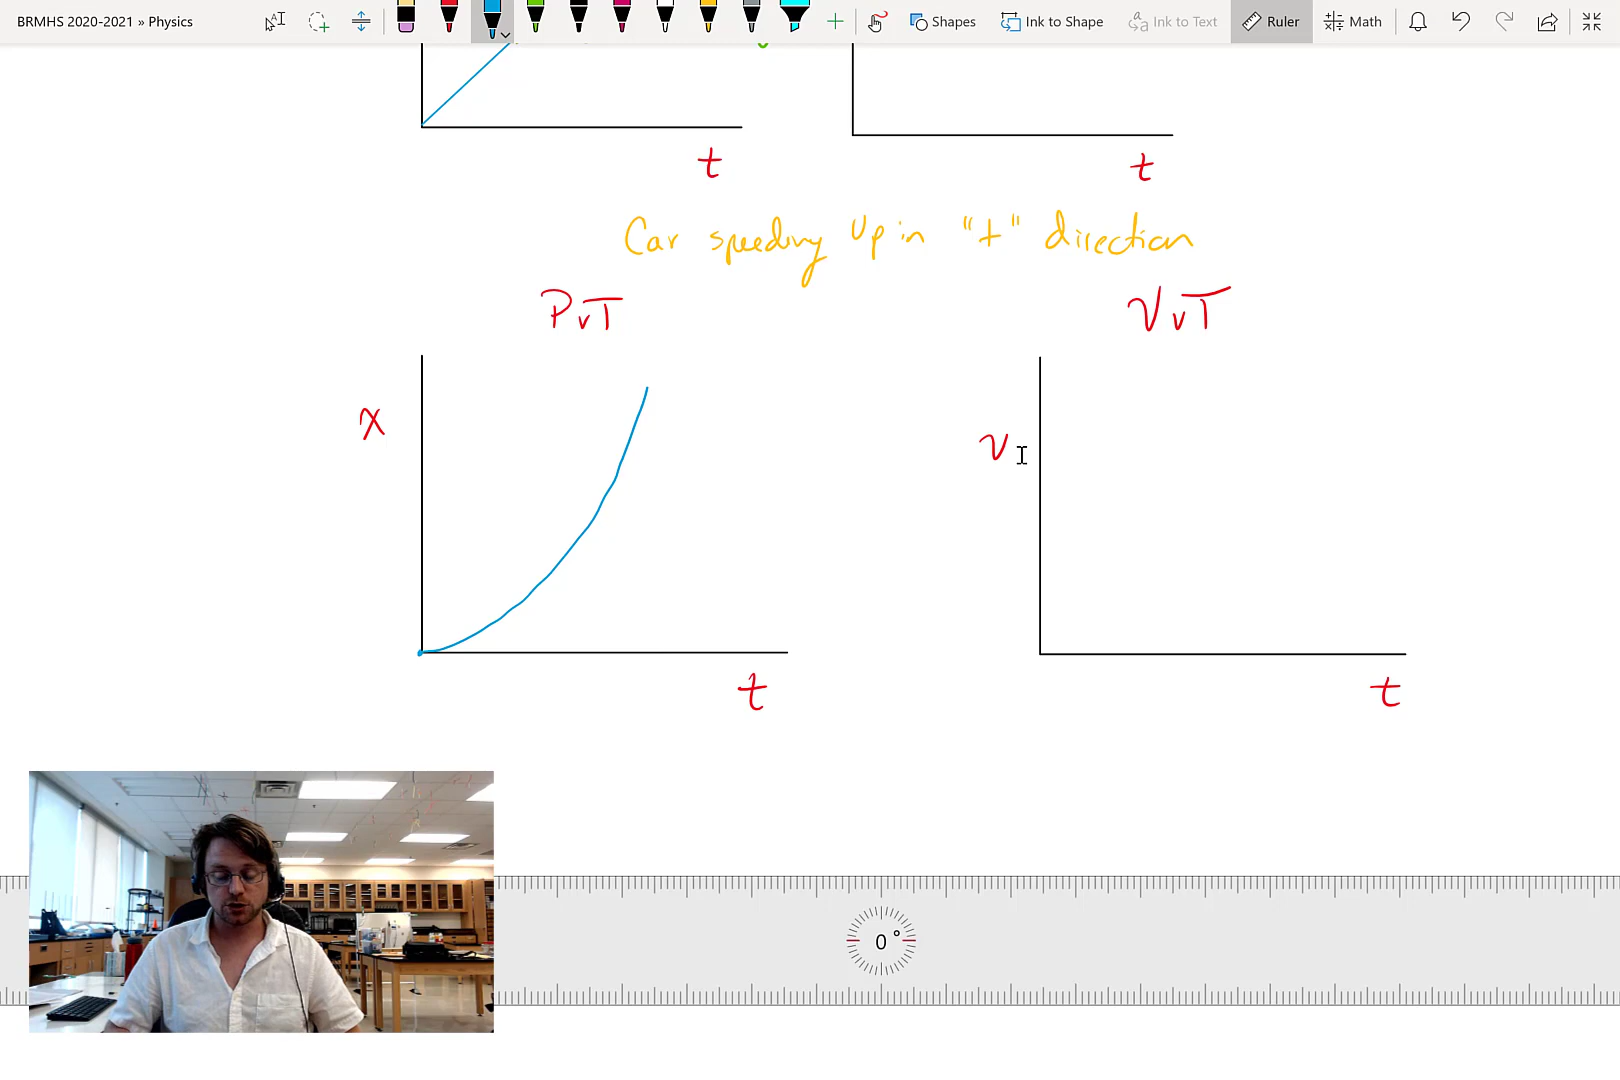 BRMHS 2020-2021 » Physics
Shapes
Ink to Shape
Ink to Text
Ruler
Math
t
t
Car speeding up in "+" direction
PvT
VvT
x
v
t
t
0°